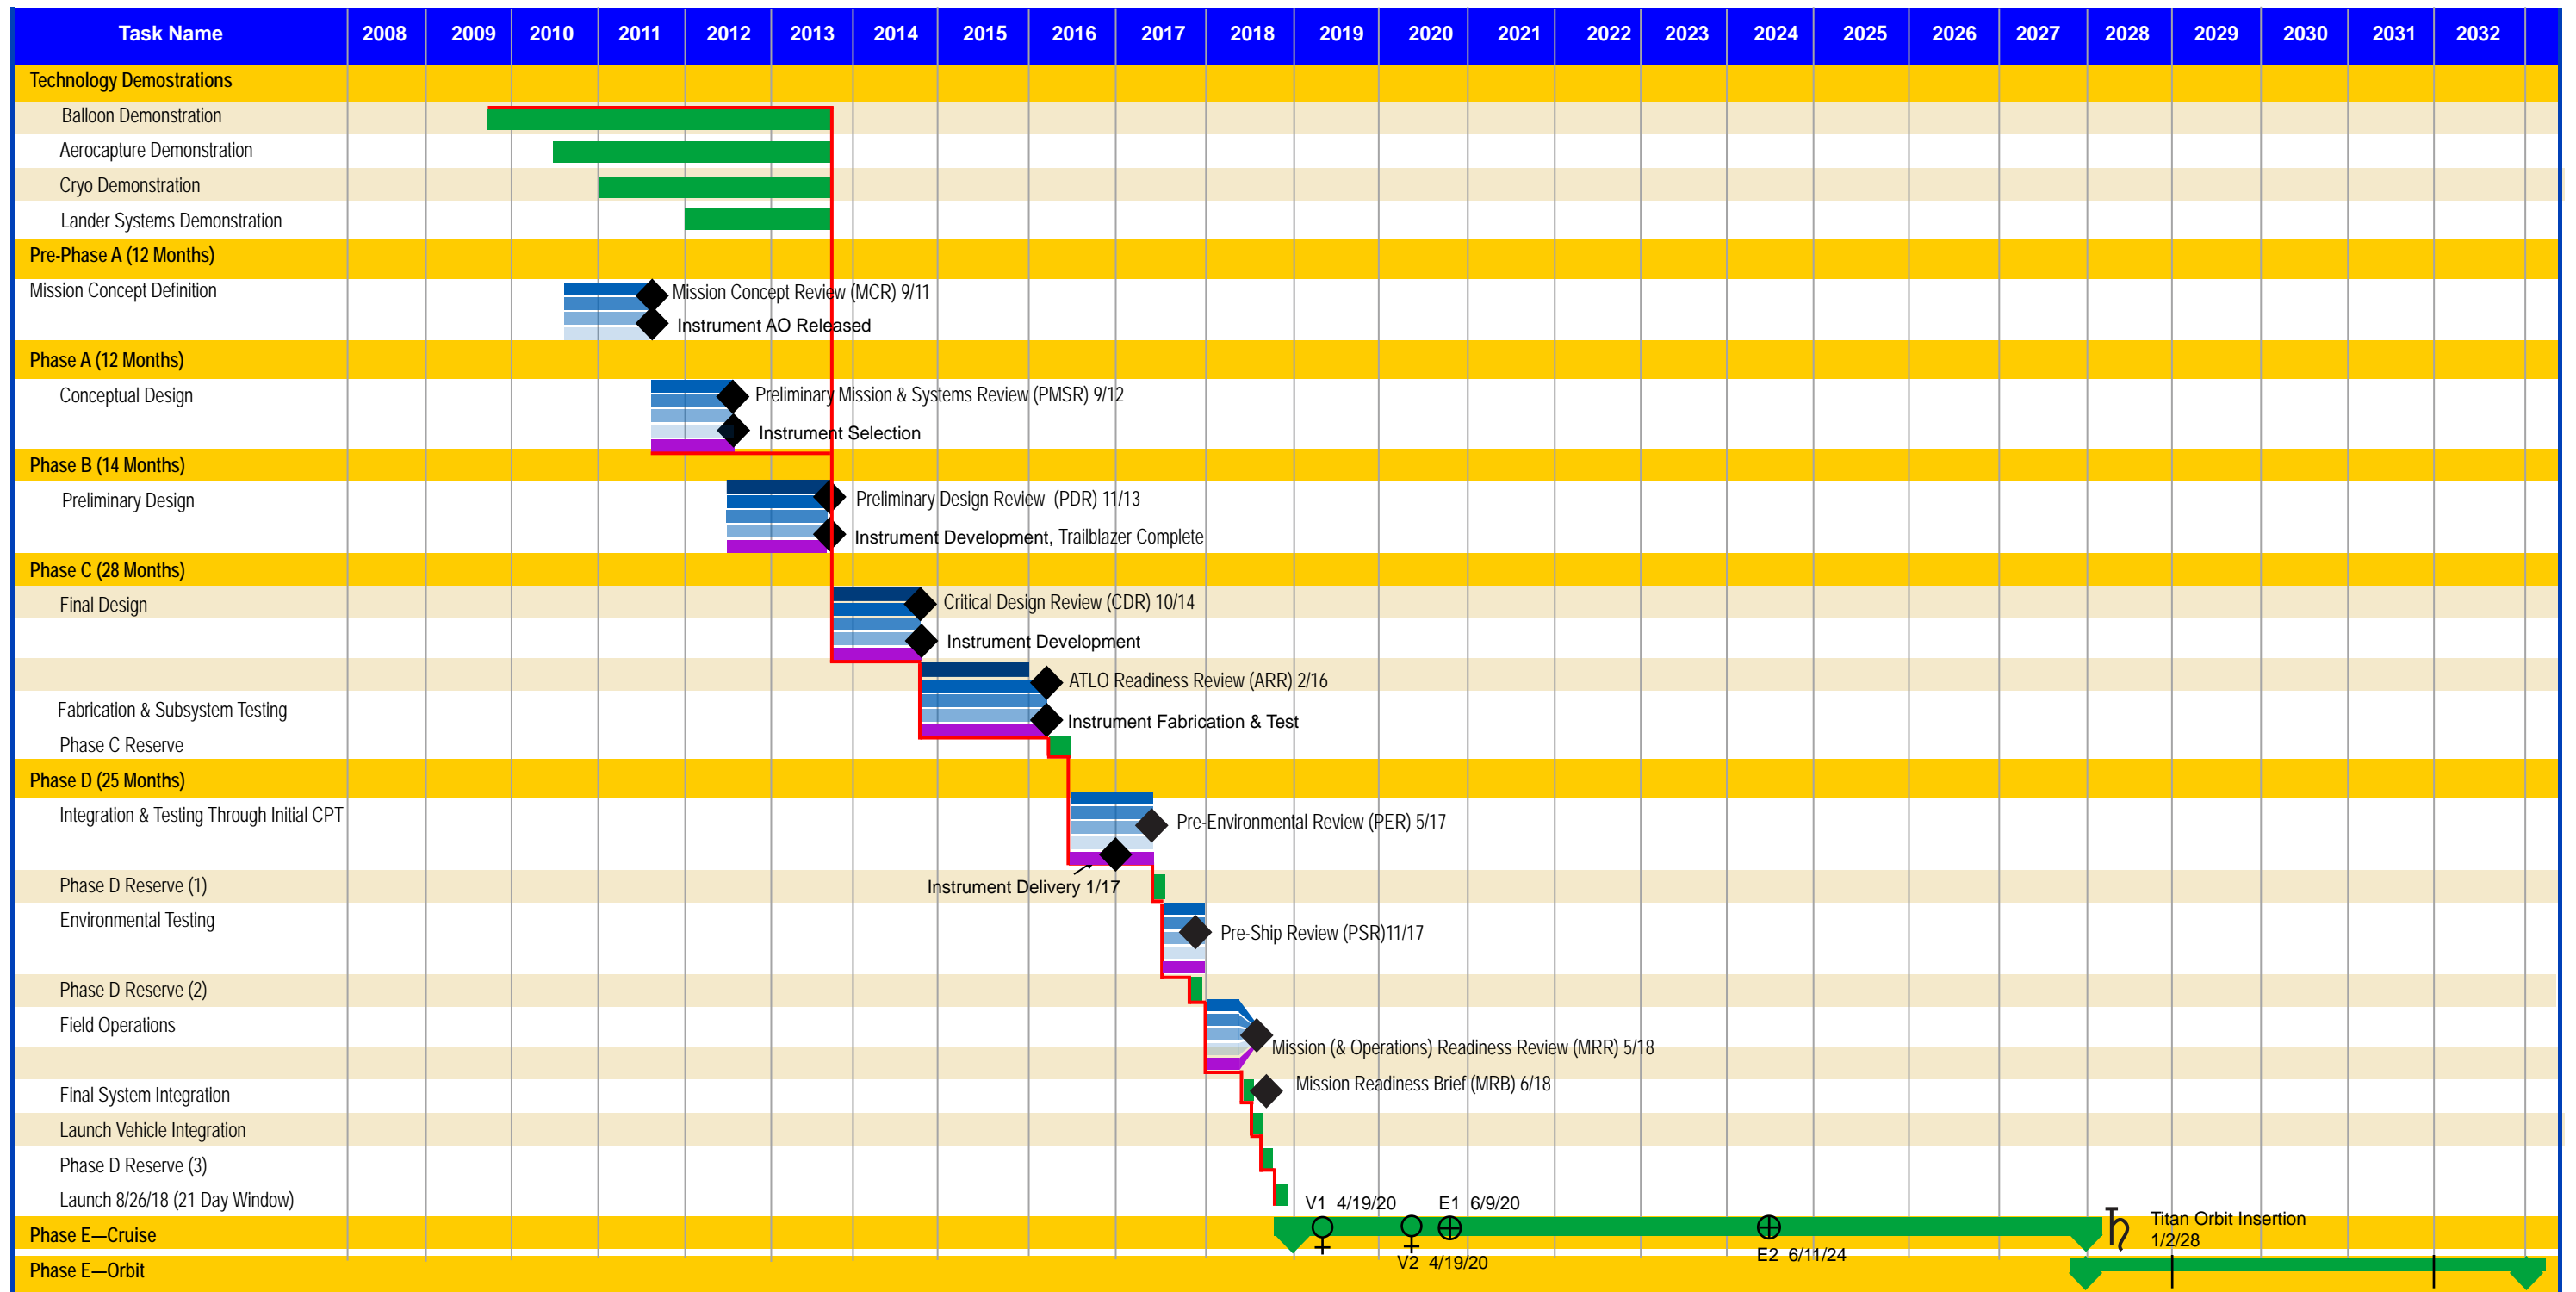 Task Name 2008 2009 2010 2011 2012 2013 2014 2015 2016 2017 2018 2019 2020 2021 2022 2023 2024 2025 2026 2027 2028 2029 2030 2031 2032
Technology Demostrations
Balloon Demonstration
Aerocapture Demonstration
Cryo Demonstration
Lander Systems Demonstration
Pre-Phase A (12 Months)
Mission Concept Definition
Mission Concept Review (MCR) 9/11
Instrument AO Released
Phase A (12 Months)
Conceptual Design
Preliminary Mission & Systems Review (PMSR) 9/12
Instrument Selection
Phase B (14 Months)
Preliminary Design
Preliminary Design Review (PDR) 11/13
Instrument Development, Trailblazer Complete
Phase C (28 Months)
Final Design
Critical Design Review (CDR) 10/14
Instrument Development
ATLO Readiness Review (ARR) 2/16
Fabrication & Subsystem Testing
Instrument Fabrication & Test
Phase C Reserve
Phase D (25 Months)
Integration & Testing Through Initial CPT
Pre-Environmental Review (PER) 5/17
Phase D Reserve (1)
Instrument Delivery 1/17
Environmental Testing
Pre-Ship Review (PSR)11/17
Phase D Reserve (2)
Field Operations
Mission (& Operations) Readiness Review (MRR) 5/18
Final System Integration
Mission Readiness Brief (MRB) 6/18
Launch Vehicle Integration
Phase D Reserve (3)
Launch 8/26/18 (21 Day Window)
V1 4/19/20
E1 6/9/20
Phase E—Cruise
V2 4/19/20
E2 6/11/24
Titan Orbit Insertion
1/2/28
Phase E—Orbit